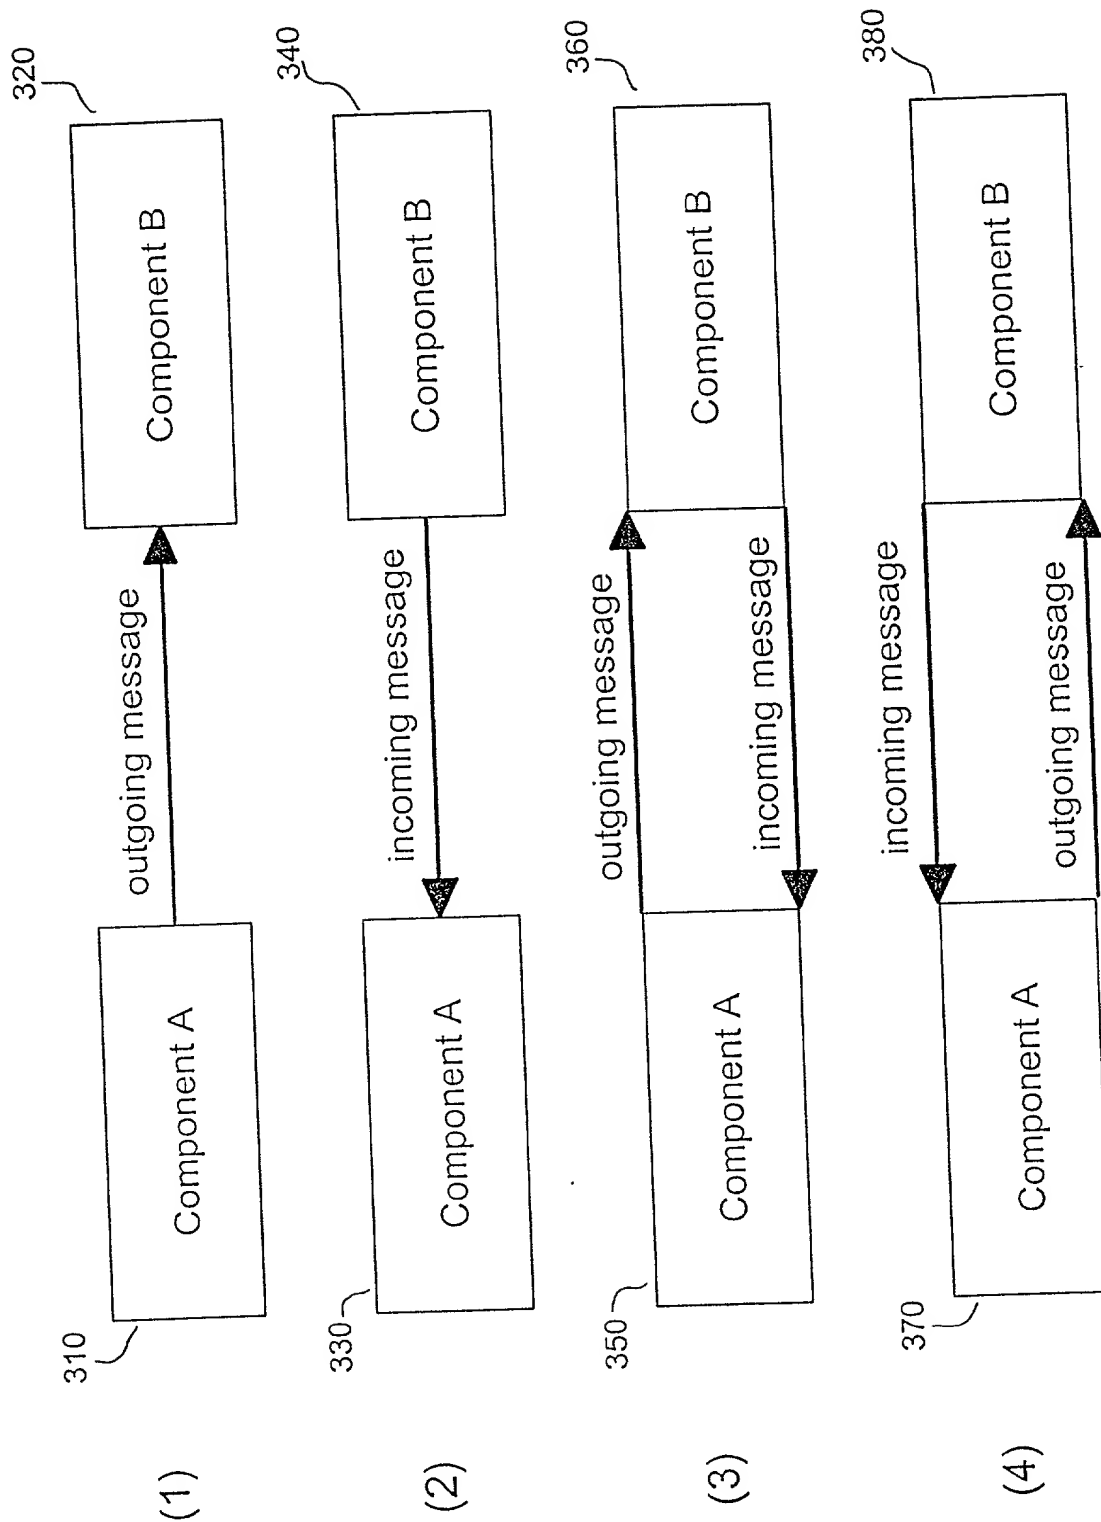 320
310
Component A
outgoing message
Component B
(1)
340
330
Component A
incoming message
Component B
(2)
360
350
Component A
outgoing message
incoming message
Component B
(3)
380
370
Component A
incoming message
outgoing message
Component B
(4)